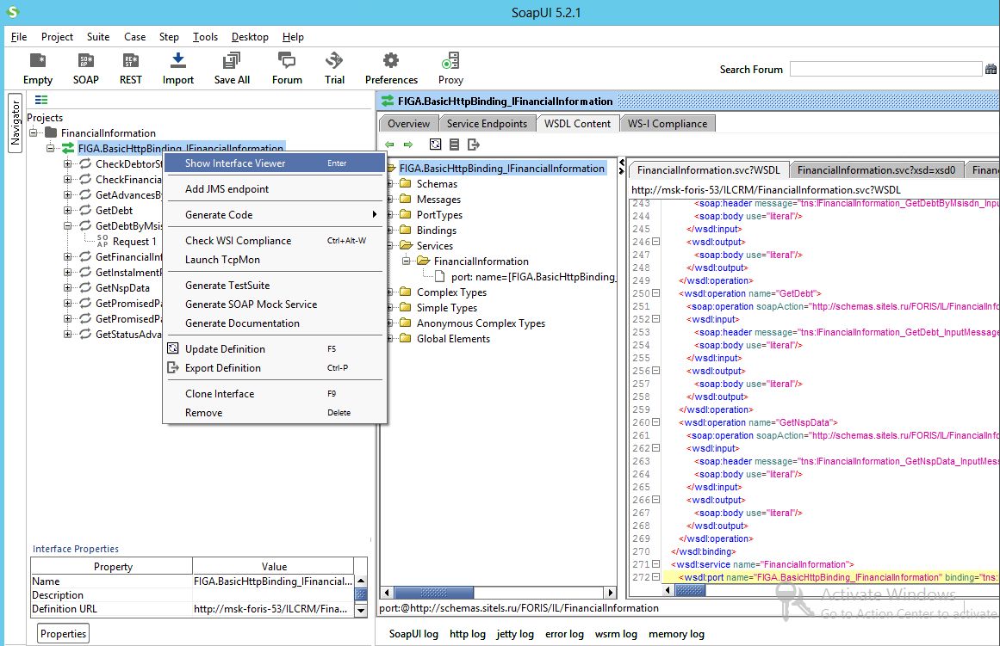 SoapUI 5.2.1
File Project Suite Case Step Tools Desktop Help
Empty SOAP REST Import Save All Forum Trial Preferences Proxy
Search Forum
Navigator
Projects
FinancialInformation
FIGA.BasicHttpBinding_IFinancialInformation
CheckDebtorSt
CheckFinancia
GetAdvancesBy
GetDebt
GetDebtByMsis
SO AP Request 1
GetFinancialInf
GetInstalmentP
GetNspData
GetPromisedPa
GetPromisedPa
GetStatusAdva
Show Interface Viewer Enter
Add JMS endpoint
Generate Code
Check WSI Compliance Ctrl+Alt-W
Launch TcpMon
Generate TestSuite
Generate SOAP Mock Service
Generate Documentation
Update Definition F5
Export Definition Ctrl-P
Clone Interface F9
Remove Delete
Interface Properties
Property Value
Name FIGA.BasicHttpBinding_IFinancial...
Description
Definition URL http://msk-foris-53/ILCRM/Fina...
Properties
FIGA.BasicHttpBinding_IFinancialInformation
Overview Service Endpoints WSDL Content WS-I Compliance
FIGA.BasicHttpBinding_IFinancialInformation
Schemas
Messages
PortTypes
Bindings
Services
FinancialInformation
port: name=[FIGA.BasicHttpBinding_
Complex Types
Simple Types
Anonymous Complex Types
Global Elements
FinancialInformation.svc?WSDL FinancialInformation.svc?xsd=xsd0 Financ
http://msk-foris-53/ILCRM/FinancialInformation.svc?WSDL
243 <soap:header message="tns:IFinancialInformation_GetDebtByMsisdn_Inpu
244 <soap:body use="literal"/>
245 </wsdl:input>
246 <wsdl:output>
247 <soap:body use="literal"/>
248 </wsdl:output>
249 </wsdl:operation>
250 <wsdl:operation name="GetDebt">
251 <soap:operation soapAction="http://schemas.sitels.ru/FORIS/IL/FinancialInfo
252 <wsdl:input>
253 <soap:header message="tns:IFinancialInformation_GetDebt_InputMessage
254 <soap:body use="literal"/>
255 </wsdl:input>
256 <wsdl:output>
257 <soap:body use="literal"/>
258 </wsdl:output>
259 </wsdl:operation>
260 <wsdl:operation name="GetNspData">
261 <soap:operation soapAction="http://schemas.sitels.ru/FORIS/IL/FinancialInfo
262 <wsdl:input>
263 <soap:header message="tns:IFinancialInformation_GetNspData_InputMess
264 <soap:body use="literal"/>
265 </wsdl:input>
266 <wsdl:output>
267 <soap:body use="literal"/>
268 </wsdl:output>
269 </wsdl:operation>
270 </wsdl:binding>
271 <wsdl:service name="FinancialInformation">
272 <wsdl:port name="FIGA.BasicHttpBinding_IFinancialInformation" binding="tns:
Activate Windows
Go to Action Center to activate
port:@http://schemas.sitels.ru/FORIS/IL/FinancialInformation
SoapUI log http log jetty log error log wsrm log memory log